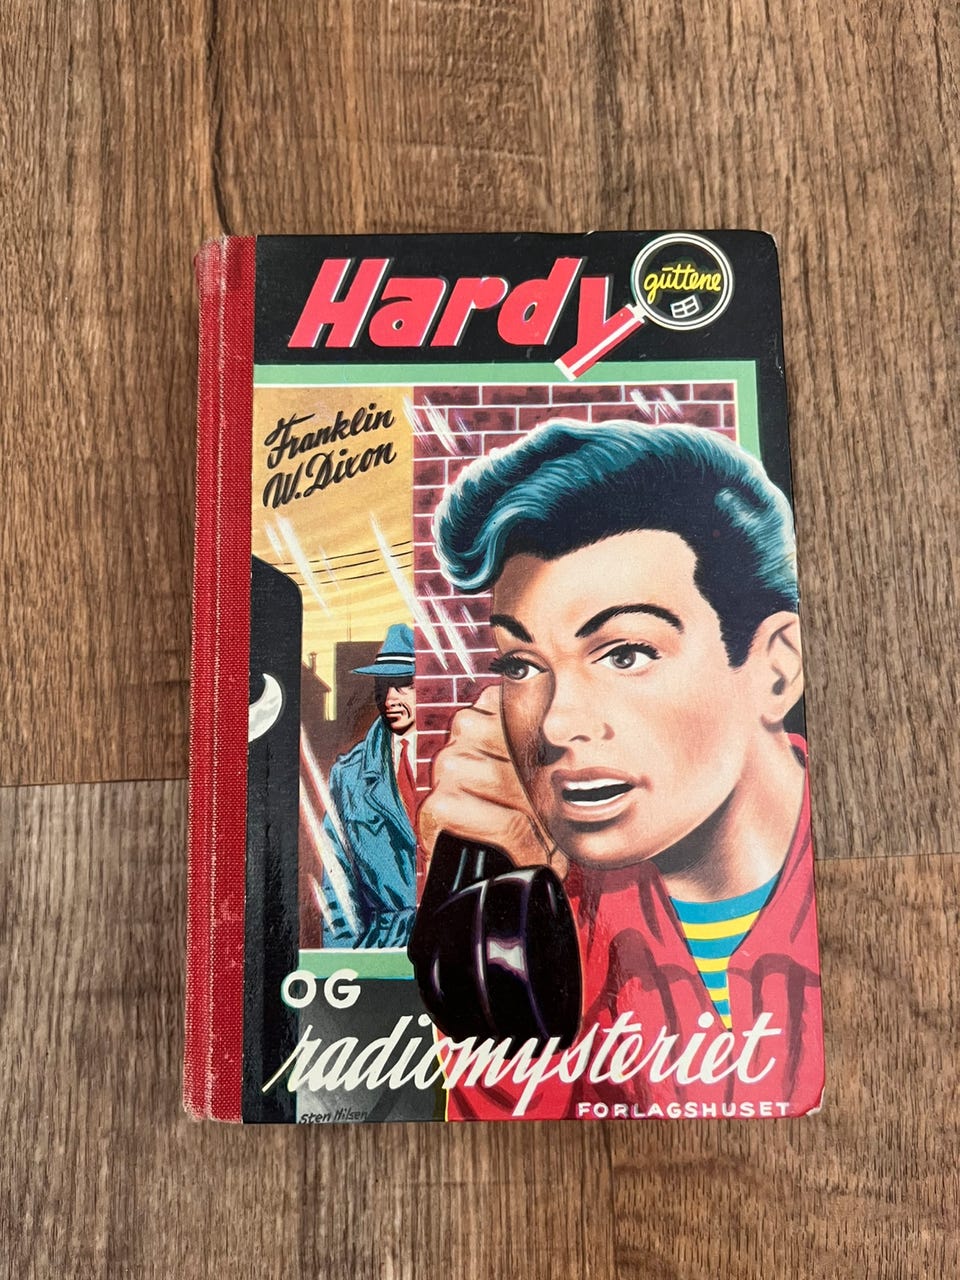 Hardy
guttene
Franklin
W. Dixon
OG
radiomysteriet
FORLAGSHUSET
Sten Nilsen